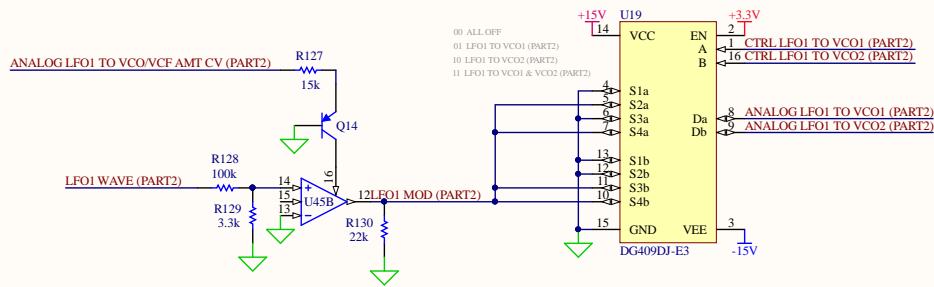 +15V
U19
+3.3V
00 ALL OFF
01 LFO1 TO VCO1 (PART2)
10 LFO1 TO VCO2 (PART2)
11 LFO1 TO VCO1 & VCO2 (PART2)
14 VCC EN 2
A 1 CTRL LFO1 TO VCO1 (PART2)
B 16 CTRL LFO1 TO VCO2 (PART2)
ANALOG LFO1 TO VCO/VCF AMT CV (PART2)
R127
15k
Q14
4 S1a
5 S2a
6 S3a Da 8 ANALOG LFO1 TO VCO1 (PART2)
7 S4a Db 9 ANALOG LFO1 TO VCO2 (PART2)
13 S1b
12 S2b
11 S3b
10 S4b
15 GND VEE 3
DG409DJ-E3
-15V
LFO1 WAVE (PART2)
R128
100k
R129
3.3k
16
14 +
15 U45B
13 −
12 LFO1 MOD (PART2)
R130
22k